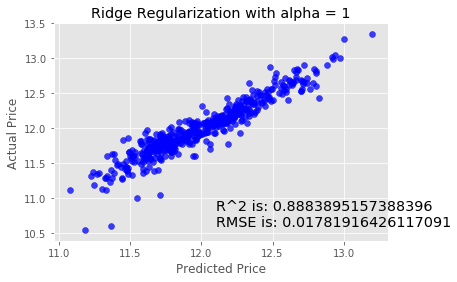 Ridge Regularization with alpha = 1
13.5
13.0
12.5
12.0
11.5
11.0
10.5
Actual Price
R^2 is: 0.8883895157388396
RMSE is: 0.01781916426117091
11.0 11.5 12.0 12.5 13.0
Predicted Price